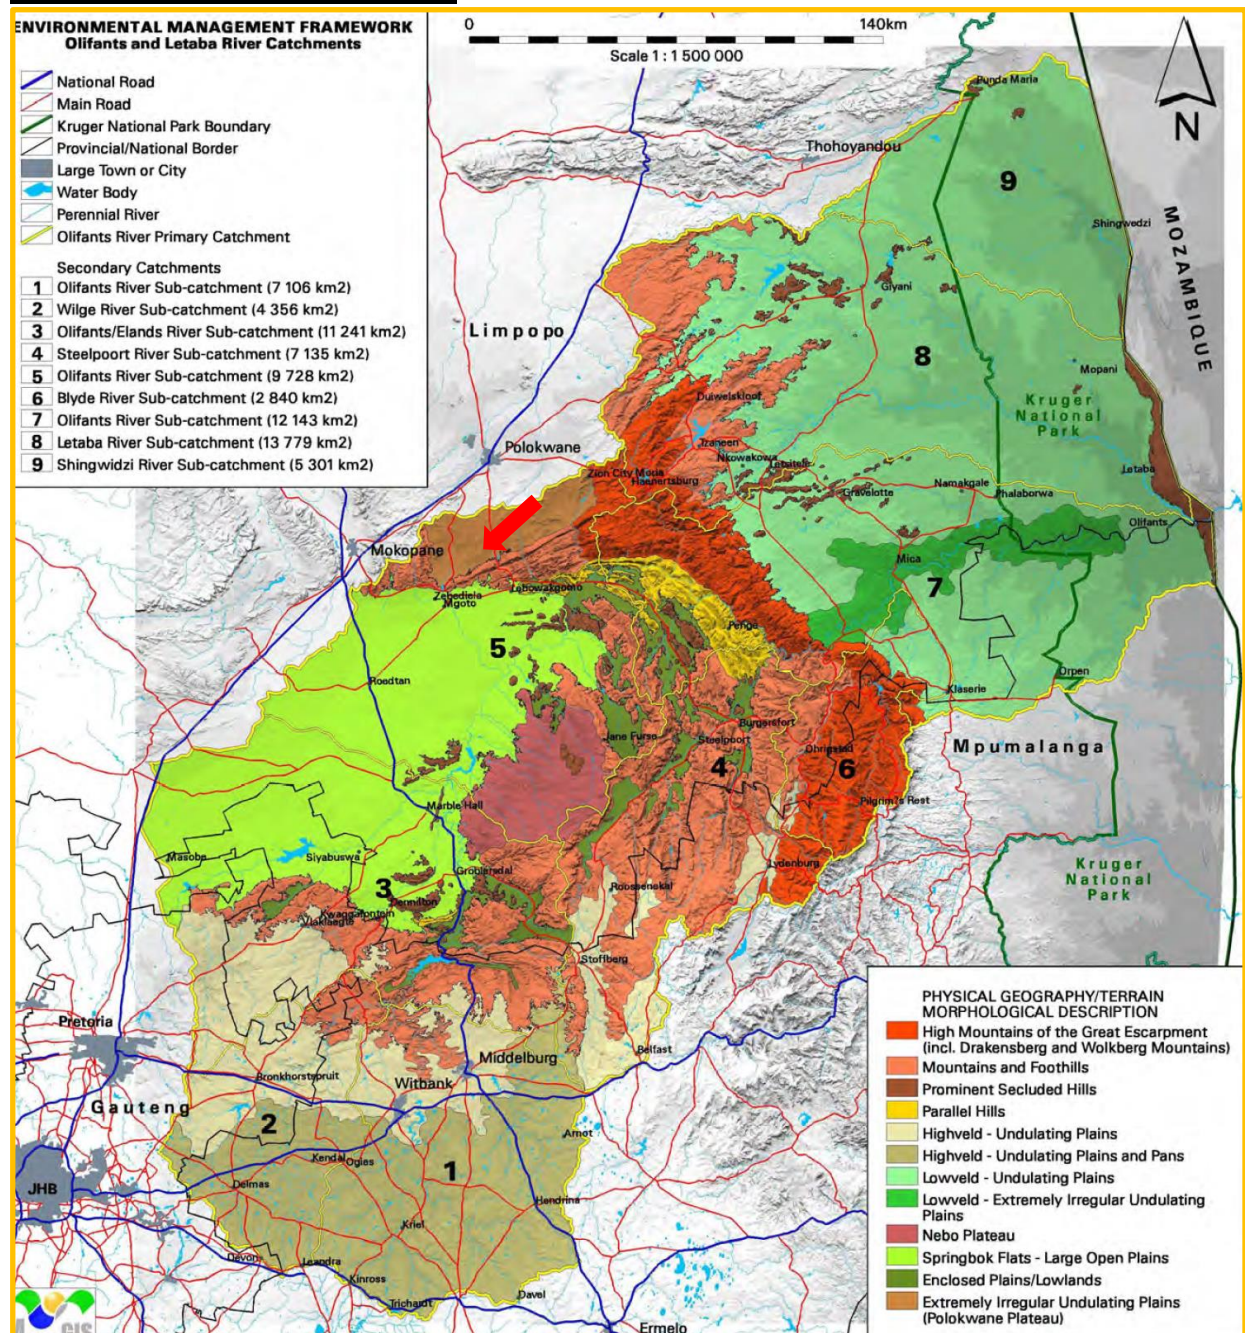 ENVIRONMENTAL MANAGEMENT FRAMEWORK
Olifants and Letaba River Catchments
National Road
Main Road
Kruger National Park Boundary
Provincial/National Border
Large Town or City
Water Body
Perennial River
Olifants River Primary Catchment
Secondary Catchments
1 Olifants River Sub-catchment (7 106 km2)
2 Wilge River Sub-catchment (4 356 km2)
3 Olifants/Elands River Sub-catchment (11 241 km2)
4 Steelpoort River Sub-catchment (7 135 km2)
5 Olifants River Sub-catchment (9 728 km2)
6 Blyde River Sub-catchment (2 840 km2)
7 Olifants River Sub-catchment (12 143 km2)
8 Letaba River Sub-catchment (13 779 km2)
9 Shingwidzi River Sub-catchment (5 301 km2)
0 140km
Scale 1 : 1 500 000
N
Punda Maria
Thohoyandou
9
Shingwedzi
MOZAMBIQUE
Giyani
Limpopo
8
Mopani
Kruger
National
Park
Duiwelskloof
Polokwane
Tzaneen
Nkowakowa
Letsitele
Zion City Moria
Haenertsburg
Gravelotte
Namakgale
Phalaborwa
Letaba
Olifants
Mokopane
Mica
7
Lebowakgomo
Zebediela
Mgoto
Penge
5
Roedtan
Orpen
Klaserie
Burgersfort
Jane Furse
Steelpoort
Ohrigstad
Mpumalanga
4
6
Marble Hall
Pilgrim?s Rest
Masobe
Siyabuswa
Groblersdal
Lydenburg
Kruger
National
Park
3
Dennilton
Roossenekal
Kwaggafontein
Vlaklaagte
Stoffberg
Pretoria
Middelburg
Belfast
Bronkhorstspruit
Witbank
Gauteng
2
Arnot
Kendal
Ogies
1
JHB
Delmas
Hendrina
Kriel
Devon
Leandra
Kinross
Trichardt
Davel
Ermelo
GIS
PHYSICAL GEOGRAPHY/TERRAIN
MORPHOLOGICAL DESCRIPTION
High Mountains of the Great Escarpment
(incl. Drakensberg and Wolkberg Mountains)
Mountains and Foothills
Prominent Secluded Hills
Parallel Hills
Highveld - Undulating Plains
Highveld - Undulating Plains and Pans
Lowveld - Undulating Plains
Lowveld - Extremely Irregular Undulating
Plains
Nebo Plateau
Springbok Flats - Large Open Plains
Enclosed Plains/Lowlands
Extremely Irregular Undulating Plains
(Polokwane Plateau)